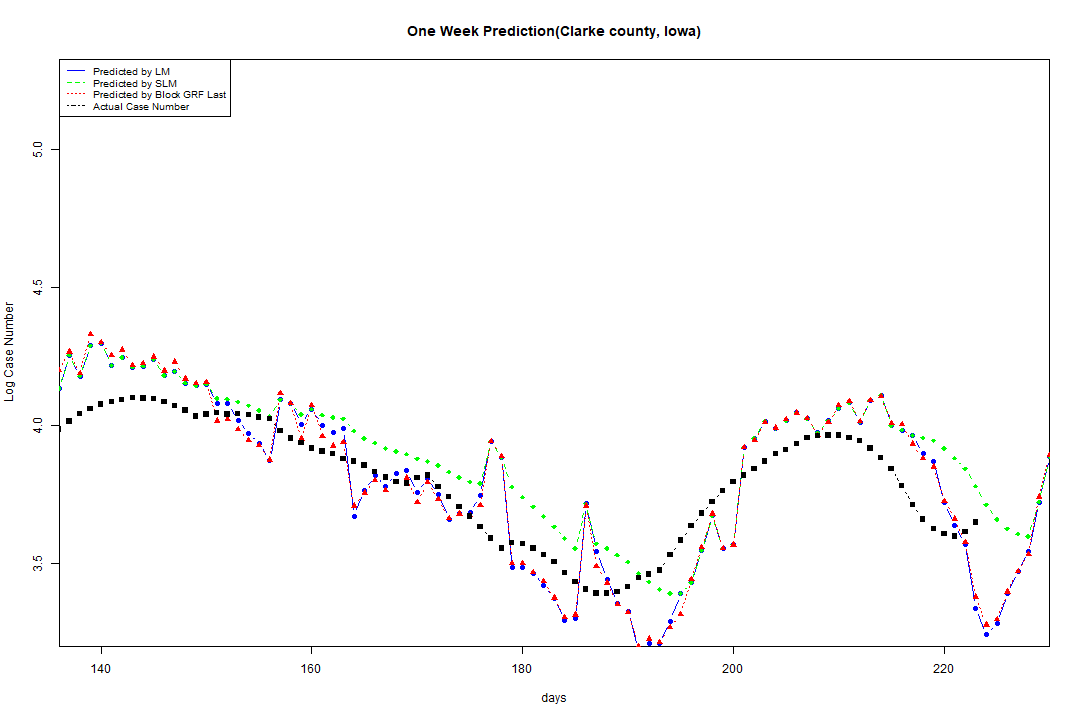 One Week Prediction(Clarke county, Iowa)
Predicted by LM
Predicted by SLM
Predicted by Block GRF Last
Actual Case Number
5.0
4.5
4.0
3.5
Log Case Number
140 160 180 200 220
days